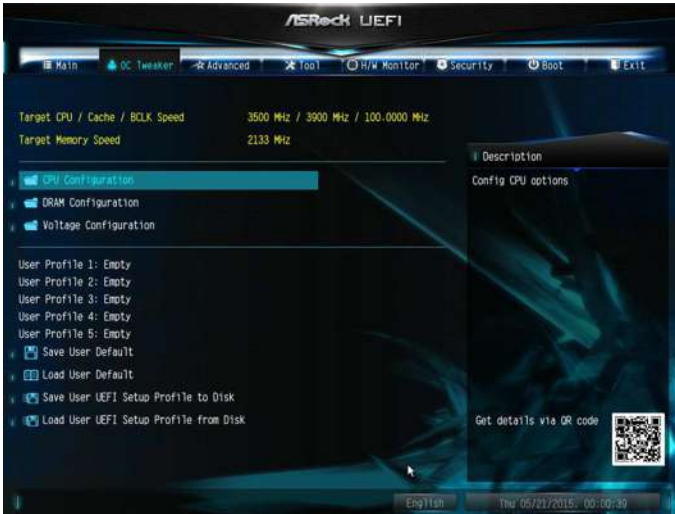 ASRock UEFI
Main OC Tweaker Advanced Tool H/W Monitor Security Boot Exit
Target CPU / Cache / BCLK Speed 3500 MHz / 3900 MHz / 100.0000 MHz
Target Memory Speed 2133 MHz
Description
CPU Configuration
Config CPU options
DRAM Configuration
Voltage Configuration
User Profile 1: Empty
User Profile 2: Empty
User Profile 3: Empty
User Profile 4: Empty
User Profile 5: Empty
Save User Default
Load User Default
Save User UEFI Setup Profile to Disk
Load User UEFI Setup Profile from Disk
Get details via QR code
English
Thu 05/21/2015. 00:00:39